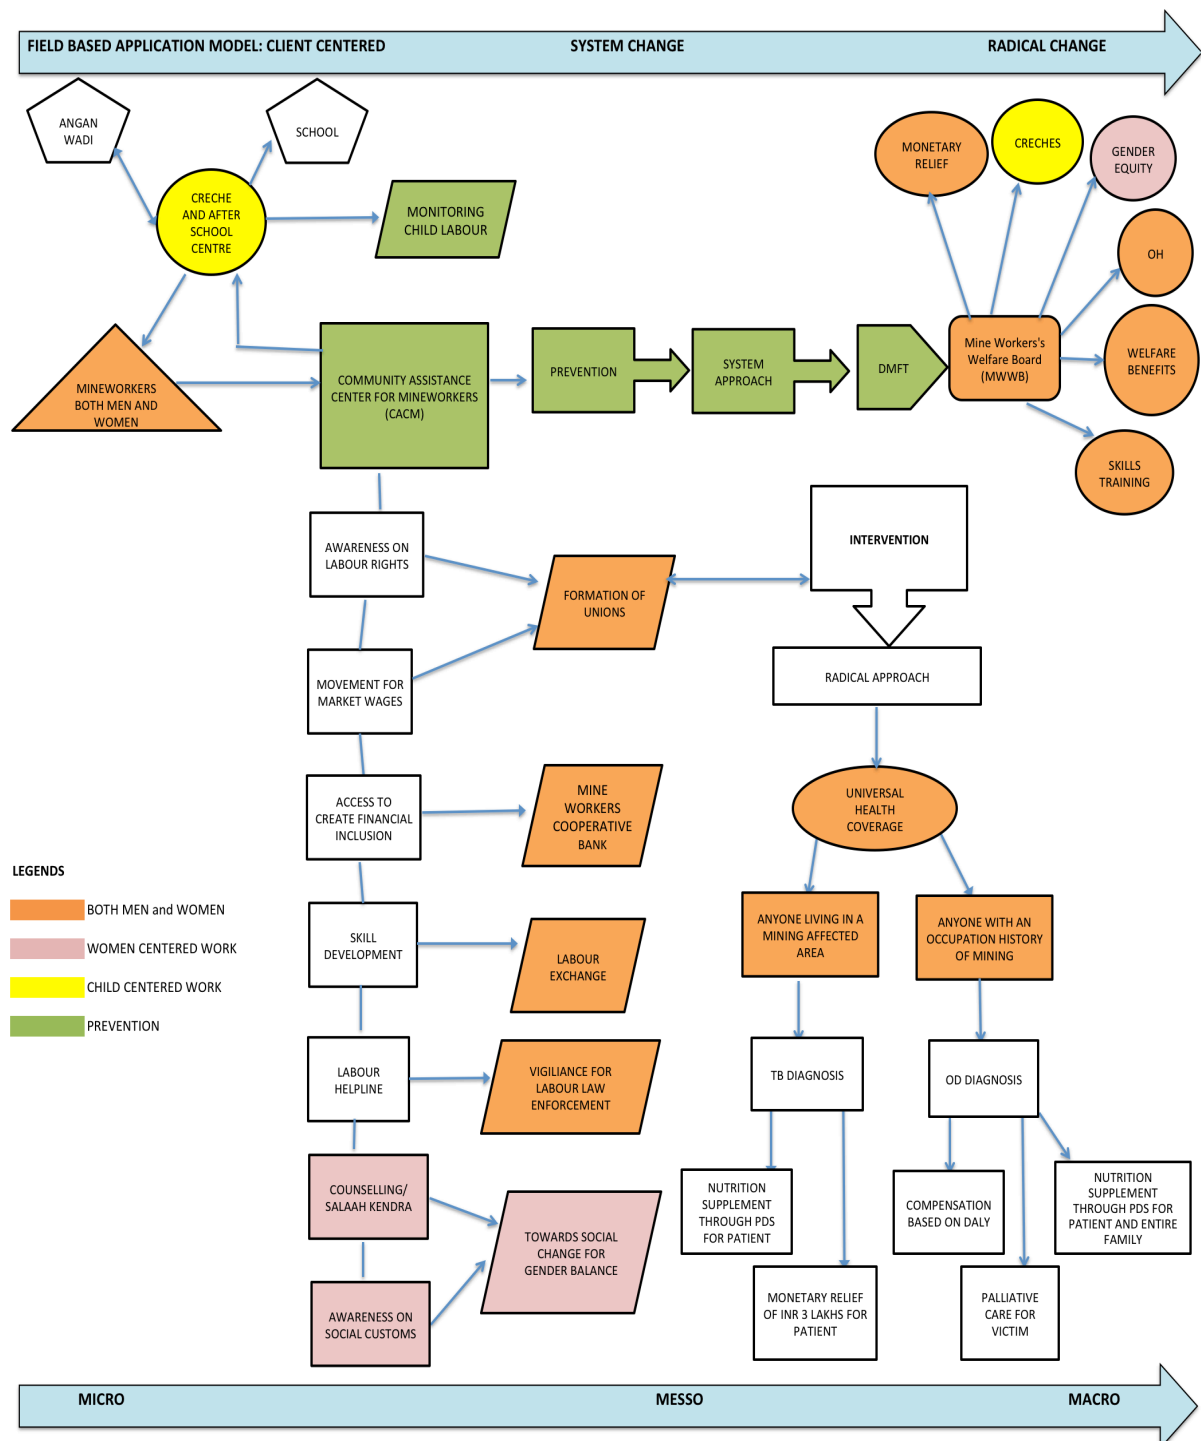 FIELD BASED APPLICATION MODEL: CLIENT CENTERED
SYSTEM CHANGE
RADICAL CHANGE
ANGAN
WADI
SCHOOL
CRECHE
AND AFTER
SCHOOL
CENTRE
MONITORING
CHILD LABOUR
MONETARY
RELIEF
CRECHES
GENDER
EQUITY
OH
WELFARE
BENEFITS
SKILLS
TRAINING
MINEWORKERS
BOTH MEN AND
WOMEN
COMMUNITY ASSISTANCE
CENTER FOR MINEWORKERS
(CACM)
PREVENTION
SYSTEM
APPROACH
DMFT
Mine Workers's
Welfare Board
(MWWB)
AWARENESS ON
LABOUR RIGHTS
FORMATION OF
UNIONS
INTERVENTION
MOVEMENT FOR
MARKET WAGES
RADICAL APPROACH
ACCESS TO
CREATE FINANCIAL
INCLUSION
MINE
WORKERS
COOPERATIVE
BANK
UNIVERSAL
HEALTH
COVERAGE
LEGENDS
BOTH MEN and WOMEN
WOMEN CENTERED WORK
CHILD CENTERED WORK
PREVENTION
SKILL
DEVELOPMENT
LABOUR
EXCHANGE
ANYONE LIVING IN A
MINING AFFECTED
AREA
ANYONE WITH AN
OCCUPATION HISTORY
OF MINING
LABOUR
HELPLINE
VIGILIANCE FOR
LABOUR LAW
ENFORCEMENT
TB DIAGNOSIS
OD DIAGNOSIS
COUNSELLING/
SALAAH KENDRA
TOWARDS SOCIAL
CHANGE FOR
GENDER BALANCE
AWARENESS ON
SOCIAL CUSTOMS
NUTRITION
SUPPLEMENT
THROUGH PDS
FOR PATIENT
COMPENSATION
BASED ON DALY
NUTRITION
SUPPLEMENT
THROUGH PDS FOR
PATIENT AND ENTIRE
FAMILY
MONETARY RELIEF
OF INR 3 LAKHS FOR
PATIENT
PALLIATIVE
CARE FOR
VICTIM
MICRO
MESSO
MACRO